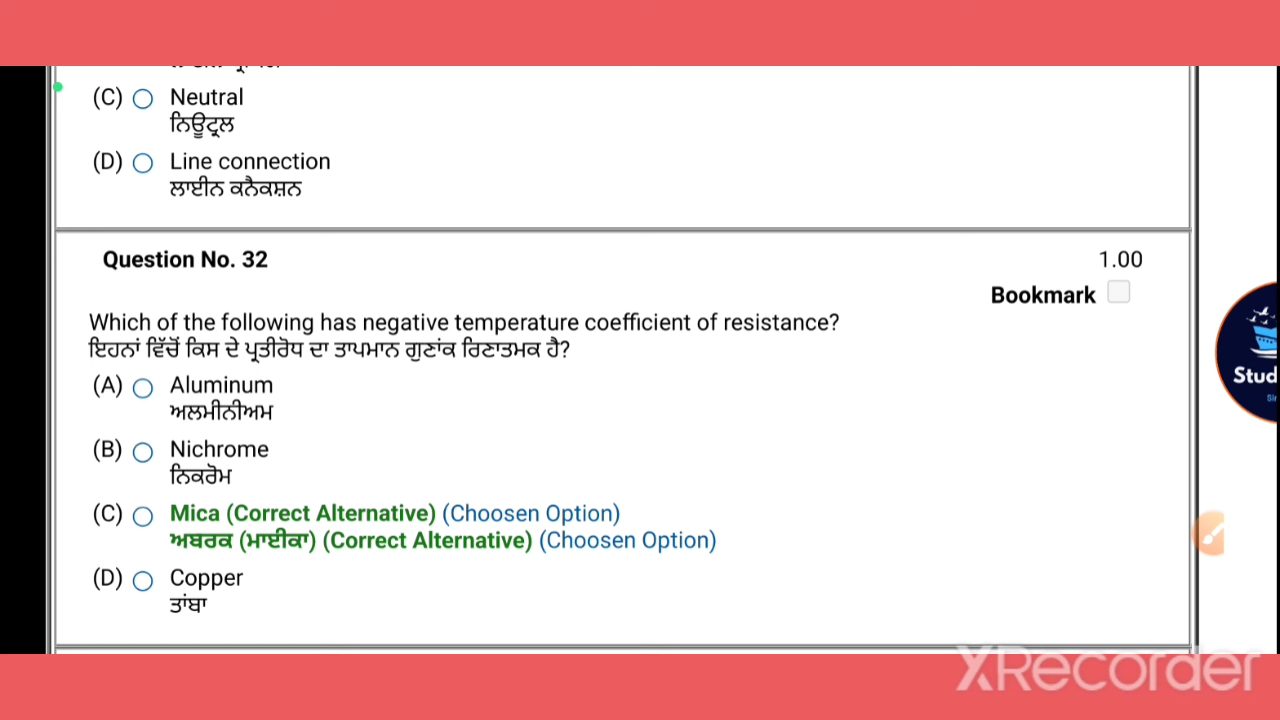 (C) Neutral
ਨਿਊਟ੍ਰਲ
(D) Line connection
ਲਾਈਨ ਕਨੈਕਸ਼ਨ
Question No. 32 1.00
Bookmark
Which of the following has negative temperature coefficient of resistance?
ਇਹਨਾਂ ਵਿੱਚੋਂ ਕਿਸ ਦੇ ਪ੍ਰਤੀਰੋਧ ਦਾ ਤਾਪਮਾਨ ਗੁਣਾਂਕ ਰਿਣਾਤਮਕ ਹੈ?
(A) Aluminum
ਅਲਮੀਨੀਅਮ
(B) Nichrome
ਨਿਕਰੋਮ
(C) Mica (Correct Alternative) (Choosen Option)
ਅਬਰਕ (ਮਾਈਕਾ) (Correct Alternative) (Choosen Option)
(D) Copper
ਤਾਂਬਾ
Stud
XRecorder